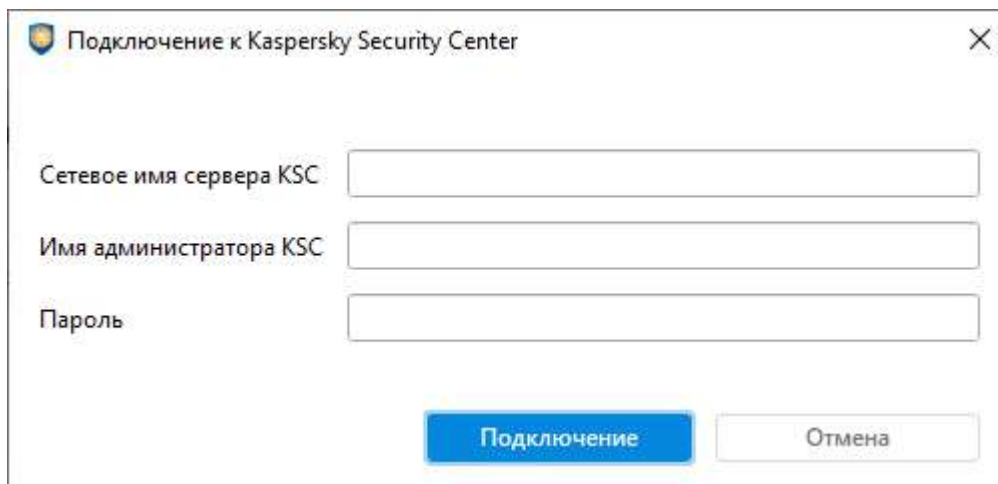 Подключение к Kaspersky Security Center
Сетевое имя сервера KSC
Имя администратора KSC
Пароль
Подключение Отмена